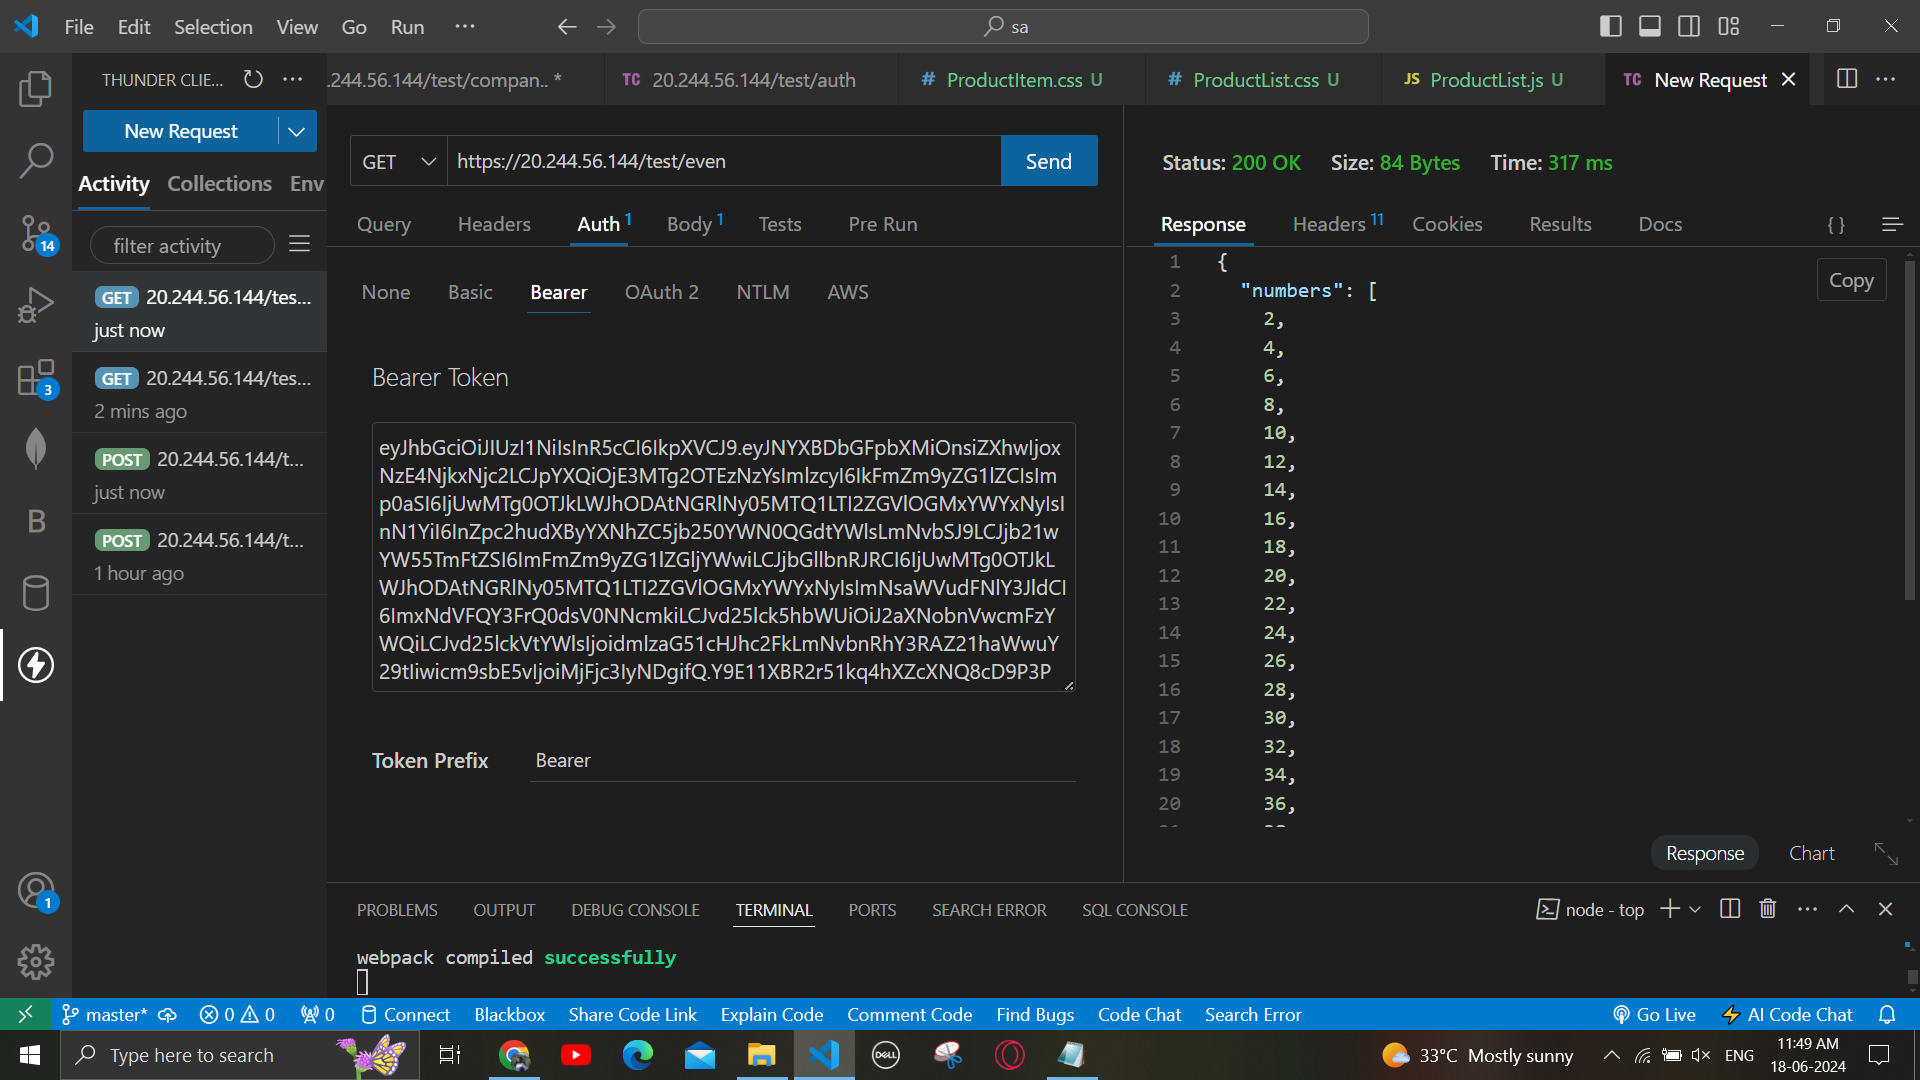 File Edit Selection View Go Run ···
sa
THUNDER CLIE...
.244.56.144/test/compan.. *
TC 20.244.56.144/test/auth
# ProductItem.css U
# ProductList.css U
JS ProductList.js U
TC New Request
New Request
Activity Collections Env
filter activity
GET 20.244.56.144/tes...
just now
GET 20.244.56.144/tes...
2 mins ago
POST 20.244.56.144/t...
just now
POST 20.244.56.144/t...
1 hour ago
14
3
B
1
GET https://20.244.56.144/test/even Send
Query Headers Auth 1 Body 1 Tests Pre Run
None Basic Bearer OAuth 2 NTLM AWS
Bearer Token
Token Prefix Bearer
Status: 200 OK Size: 84 Bytes Time: 317 ms
Response Headers 11 Cookies Results Docs { }
Copy
1 {
2 "numbers": [
3 2,
4 4,
5 6,
6 8,
7 10,
8 12,
9 14,
10 16,
11 18,
12 20,
13 22,
14 24,
15 26,
16 28,
17 30,
18 32,
19 34,
20 36,
Response Chart
PROBLEMS OUTPUT DEBUG CONSOLE TERMINAL PORTS SEARCH ERROR SQL CONSOLE
node - top
webpack compiled successfully
master* 0 0 0 Connect Blackbox Share Code Link Explain Code Comment Code Find Bugs Code Chat Search Error
Go Live AI Code Chat
Type here to search
DELL
33°C Mostly sunny
ENG
11:49 AM
18-06-2024